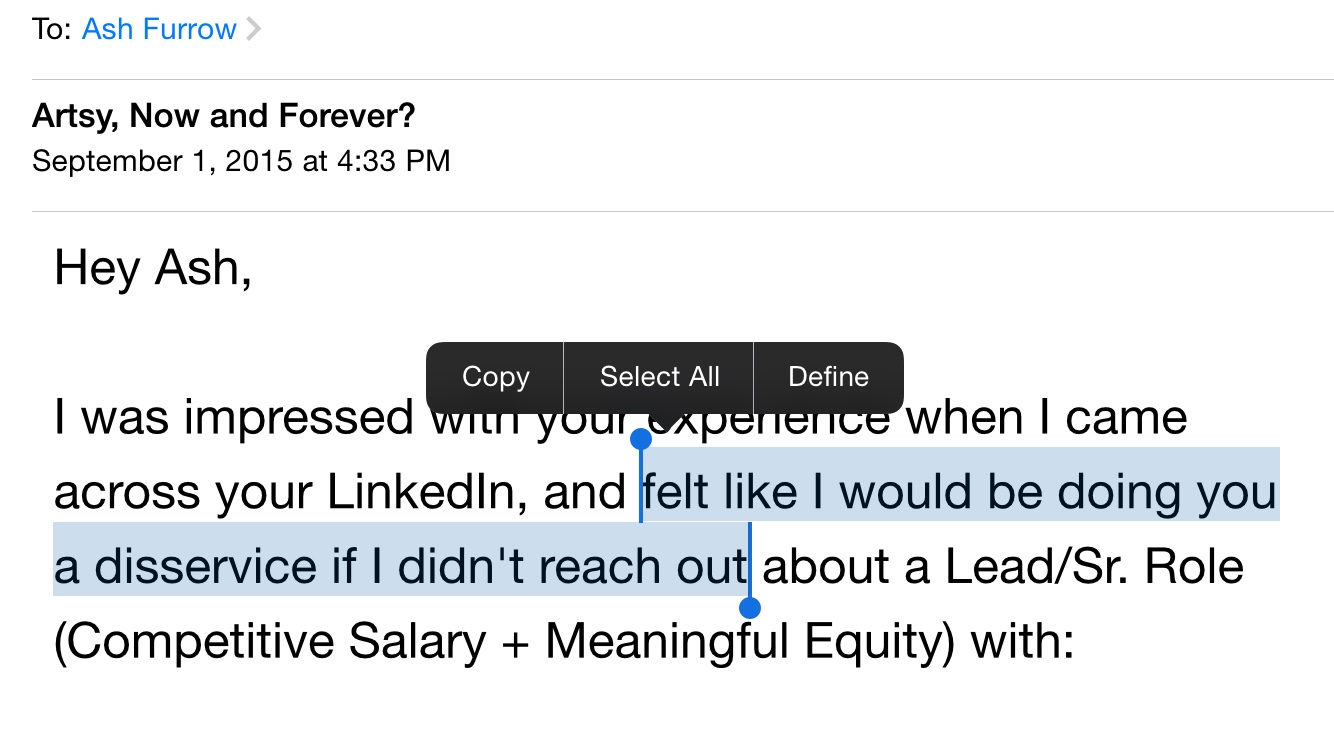 To: Ash Furrow
Artsy, Now and Forever?
September 1, 2015 at 4:33 PM
Hey Ash,
Copy Select All Define
I was impressed with your experience when I came
across your LinkedIn, and felt like I would be doing you
a disservice if I didn't reach out about a Lead/Sr. Role
(Competitive Salary + Meaningful Equity) with: